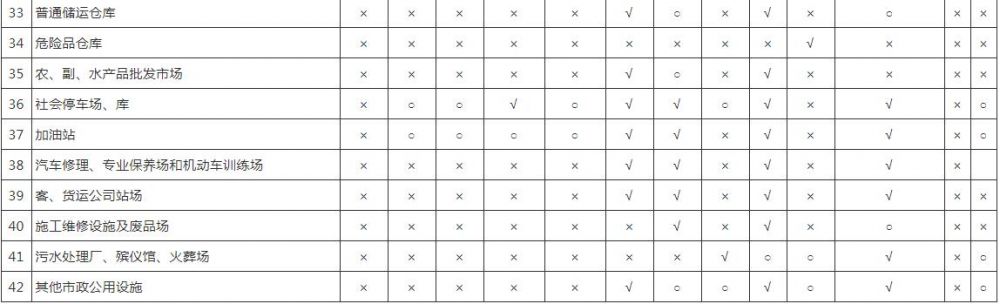 33 普通储运仓库 × × × × × √ ○ × √ × ○ × ×
34 危险品仓库 × × × × × × × × × √ × × ×
35 农、副、水产品批发市场 × × × × × √ ○ × √ × × × ×
36 社会停车场、库 × ○ ○ √ ○ √ √ ○ √ × √ × ○
37 加油站 × ○ ○ ○ ○ √ √ × √ ○ √ × ○
38 汽车修理、专业保养场和机动车训练场 × × × × × √ √ × √ × √ ×
39 客、货运公司站场 × × × × × √ √ × √ × √ × ×
40 施工维修设施及废品场 × × × × × × √ × √ × ○ × ×
41 污水处理厂、殡仪馆、火葬场 × × × × × × × √ ○ ○ √ × ○
42 其他市政公用设施 × × × × × √ ○ ○ √ ○ √ × ○